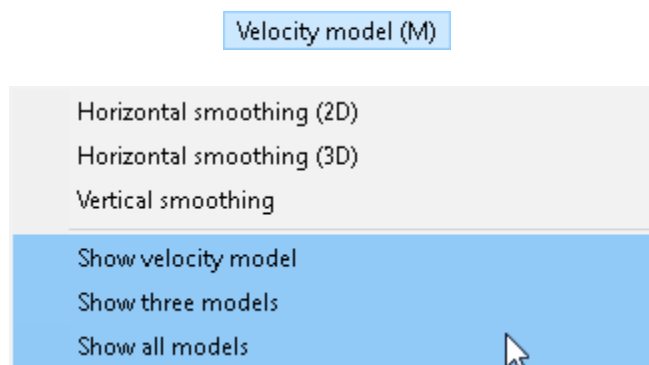 Velocity model (M)
Horizontal smoothing (2D)
Horizontal smoothing (3D)
Vertical smoothing
Show velocity model
Show three models
Show all models